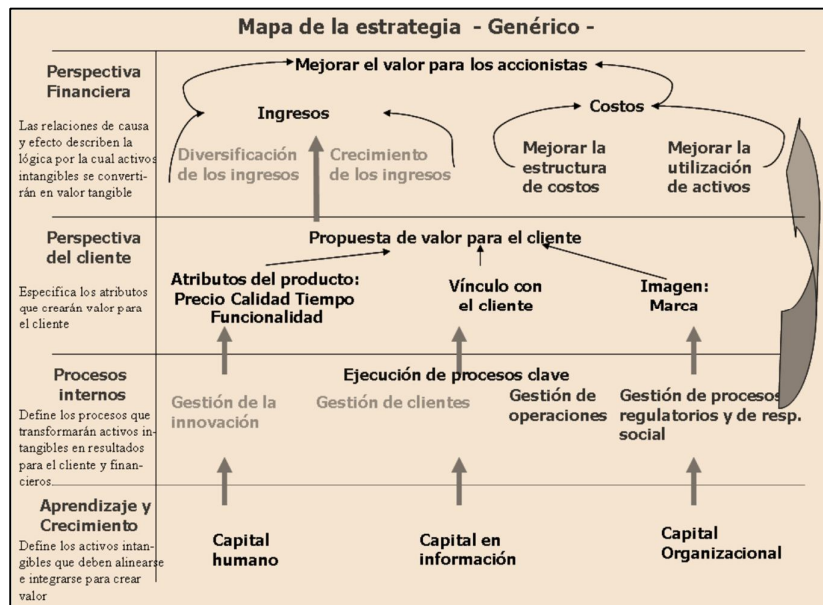 Mapa de la estrategia - Genérico -
Perspectiva
Financiera
Las relaciones de causa
y efecto describen la
lógica por la cual activos
intangibles se converti-
rán en valor tangible
Mejorar el valor para los accionistas
Ingresos
Costos
Diversificación
de los ingresos
Crecimiento
de los ingresos
Mejorar la
estructura
de costos
Mejorar la
utilización
de activos
Perspectiva
del cliente
Especifica los atributos
que crearán valor para
el cliente
Propuesta de valor para el cliente
Atributos del producto:
Precio Calidad Tiempo
Funcionalidad
Vínculo con
el cliente
Imagen:
Marca
Procesos
internos
Define los procesos que
transformarán activos in-
tangibles en resultados
para el cliente y finan-
cieros.
Ejecución de procesos clave
Gestión de la
innovación
Gestión de clientes
Gestión de
operaciones
Gestión de procesos
regulatorios y de resp.
social
Aprendizaje y
Crecimiento
Define los activos intan-
gibles que deben alinearse
e integrarse para crear
valor
Capital
humano
Capital en
información
Capital
Organizacional